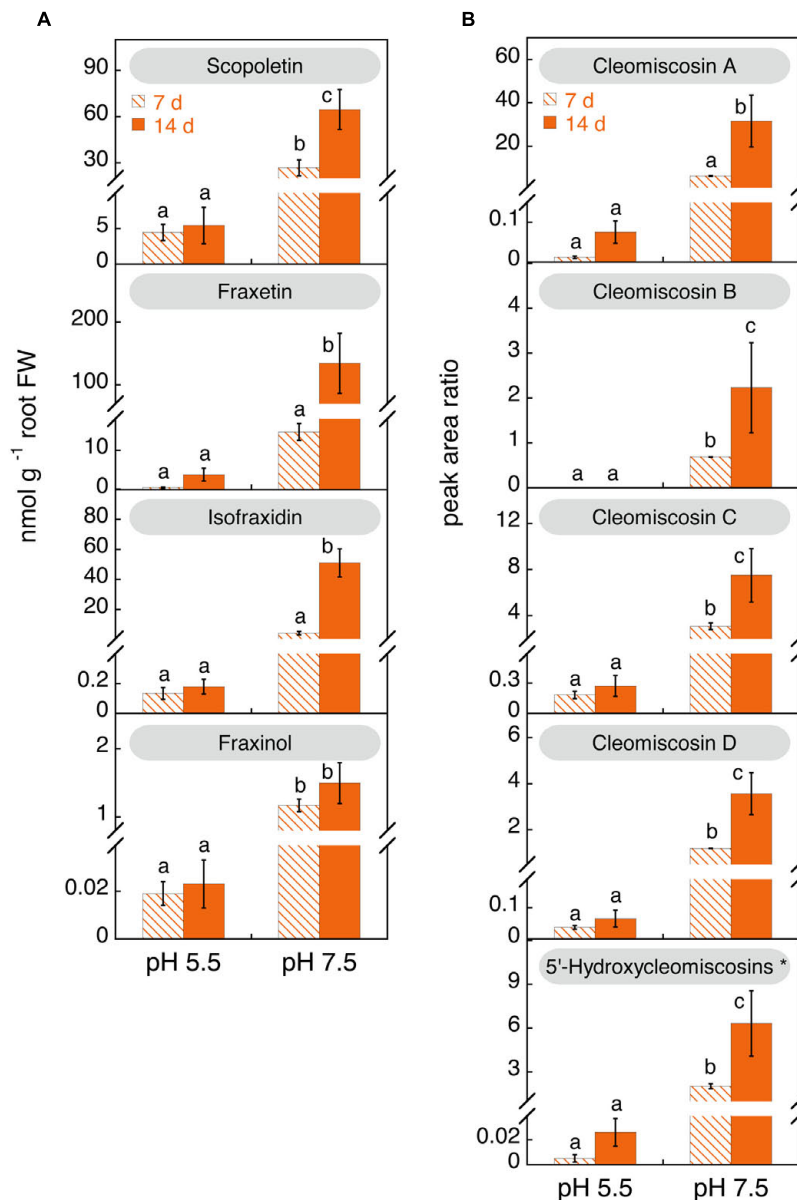 A
nmol g -1 root FW
Scopoletin
7 d
14 d
90
60
30
5
0
a
a
b
c
Fraxetin
200
100
10
0
a
a
a
b
Isofraxidin
80
60
40
20
0.2
0
a
a
a
b
Fraxinol
2
1
0.02
0
a
a
b
b
pH 5.5
pH 7.5
B
peak area ratio
Cleomiscosin A
7 d
14 d
60
40
20
0.1
0
a
a
a
b
Cleomiscosin B
4
3
2
1
0
a
a
b
c
Cleomiscosin C
12
8
4
0.3
0
a
a
b
c
Cleomiscosin D
6
4
2
0.1
0
a
a
b
c
5'-Hydroxycleomiscosins *
9
6
3
0.02
0
a
a
b
c
pH 5.5
pH 7.5